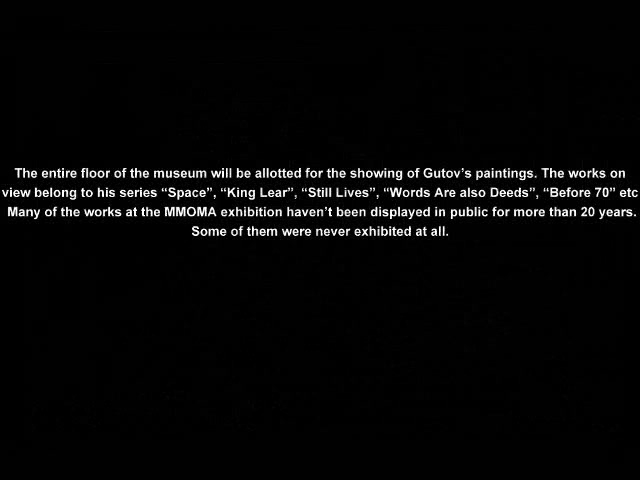 The entire floor of the museum will be allotted for the showing of Gutov's paintings. The works on
view belong to his series “Space”, “King Lear”, “Still Lives”, “Words Are also Deeds”, “Before 70” etc
Many of the works at the MMOMA exhibition haven't been displayed in public for more than 20 years.
Some of them were never exhibited at all.